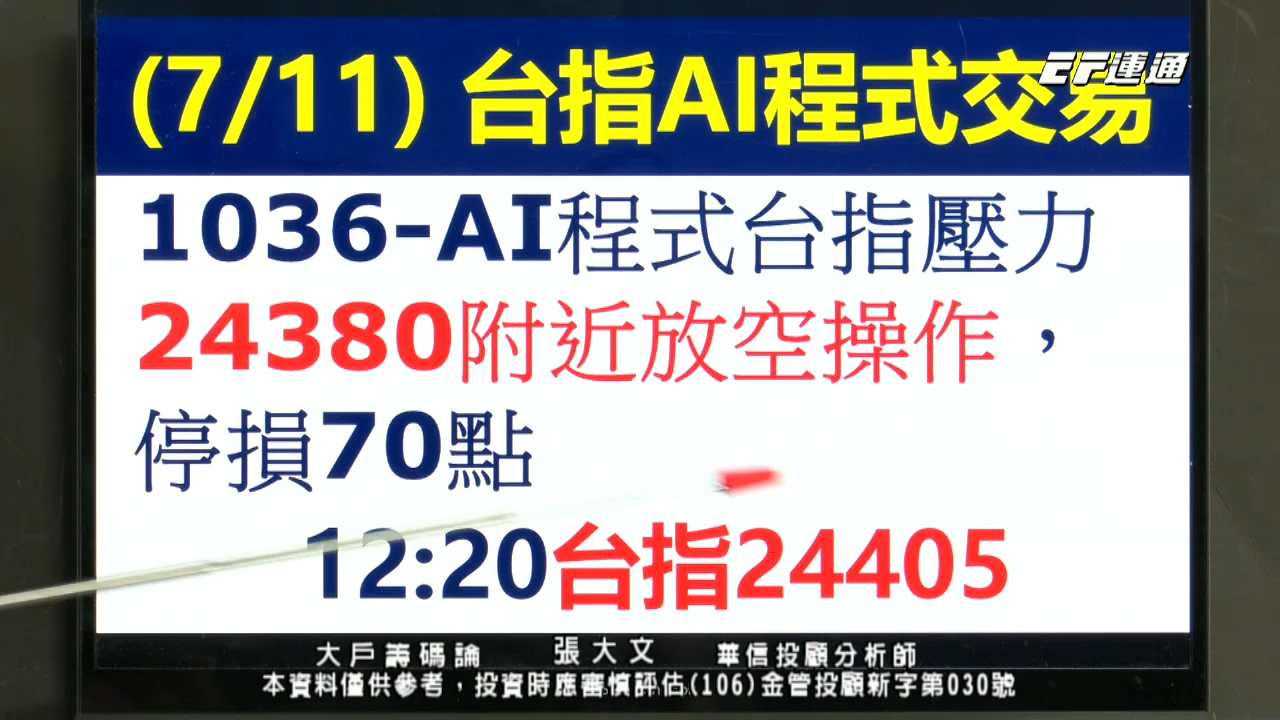 (7/11) 台指AI程式交易
EF運通
1036-AI程式台指壓力
24380附近放空操作，
停損70點
12:20台指24405
大戶籌碼論 張大文 華信投顧分析師
本資料僅供參考，投資時應審慎評估(106)金管投顧新字第030號